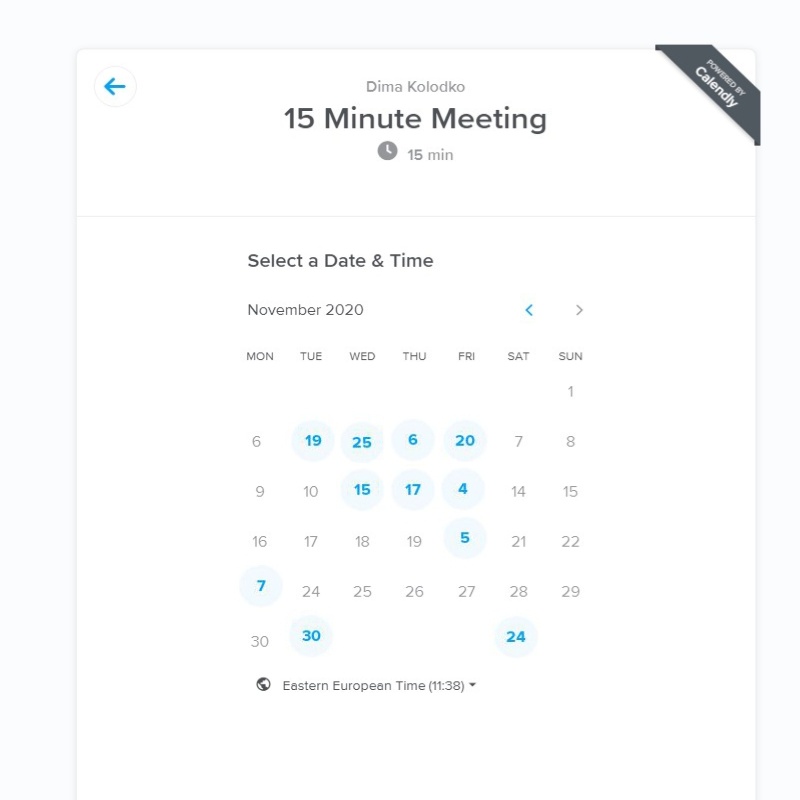 POWERED BY
Calendly
Dima Kolodko
15 Minute Meeting
15 min
Select a Date & Time
November 2020
MON TUE WED THU FRI SAT SUN
1
6 19 25 6 20 7 8
9 10 15 17 4 14 15
16 17 18 19 5 21 22
7 24 25 26 27 28 29
30 30 24
Eastern European Time (11:38)